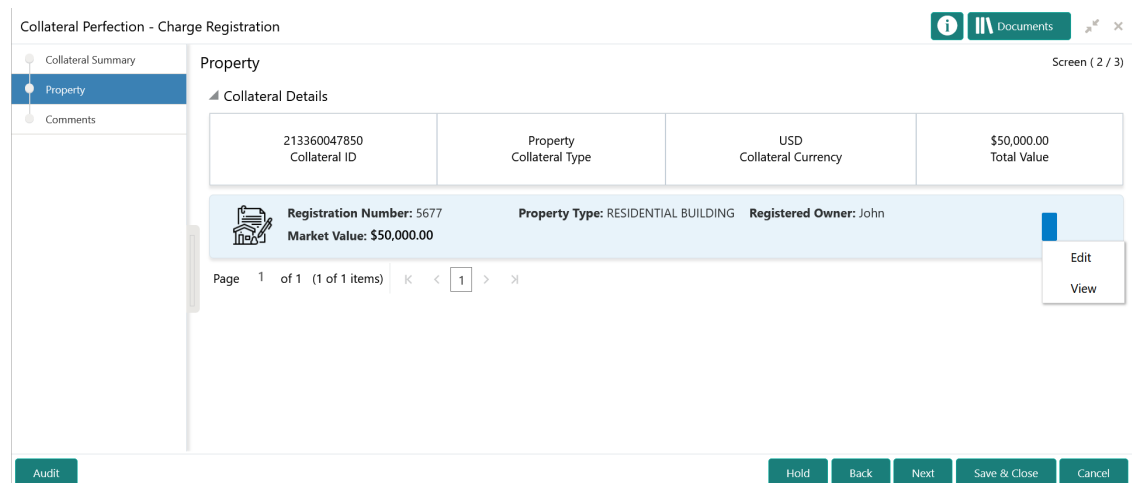 Collateral Perfection - Charge Registration
i Documents
Collateral Summary
Property
Comments
Property
Screen ( 2 / 3)
Collateral Details
213360047850
Collateral ID
Property
Collateral Type
USD
Collateral Currency
$50,000.00
Total Value
Registration Number: 5677 Property Type: RESIDENTIAL BUILDING Registered Owner: John
Market Value: $50,000.00
Edit
View
Page 1 of 1 (1 of 1 items) 1
Audit Hold Back Next Save & Close Cancel